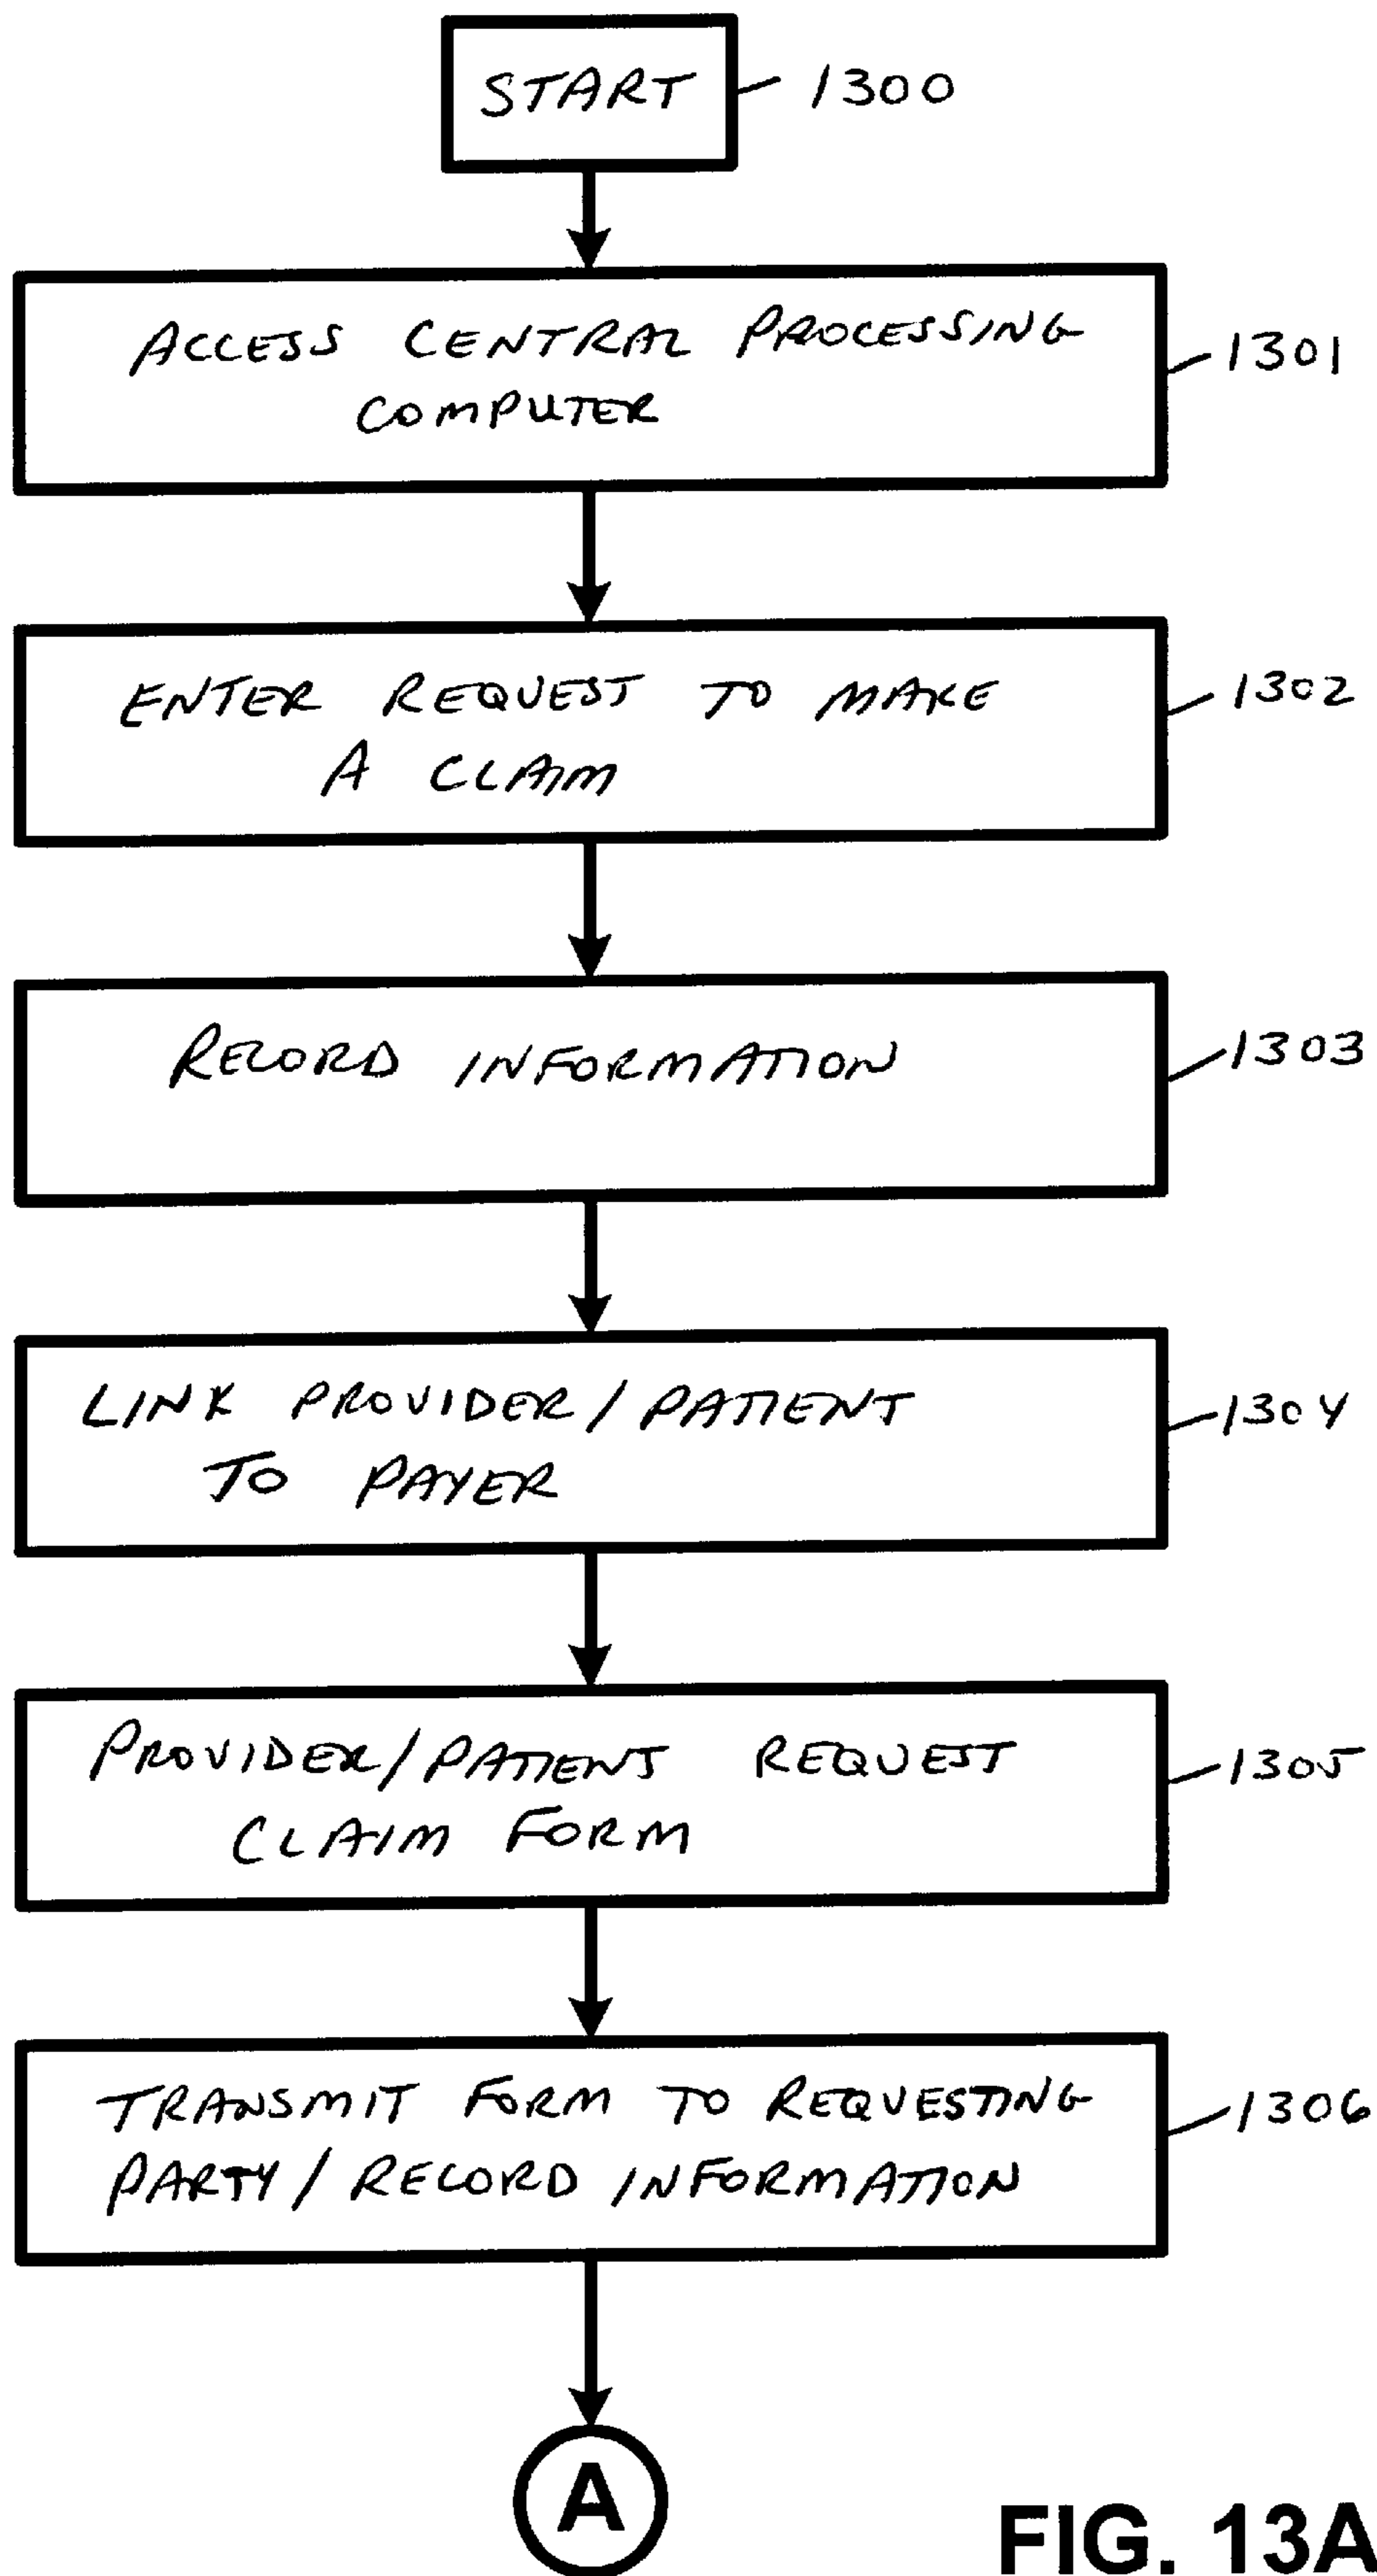 START 1300
ACCESS CENTRAL PROCESSING
COMPUTER
1301
ENTER REQUEST TO MAKE
A CLAIM
1302
RECORD INFORMATION
1303
LINK PROVIDER/PATIENT
TO PAYER
1304
PROVIDER/PATIENT REQUEST
CLAIM FORM
1305
TRANSMIT FORM TO REQUESTING
PARTY/RECORD INFORMATION
1306
A
FIG. 13A